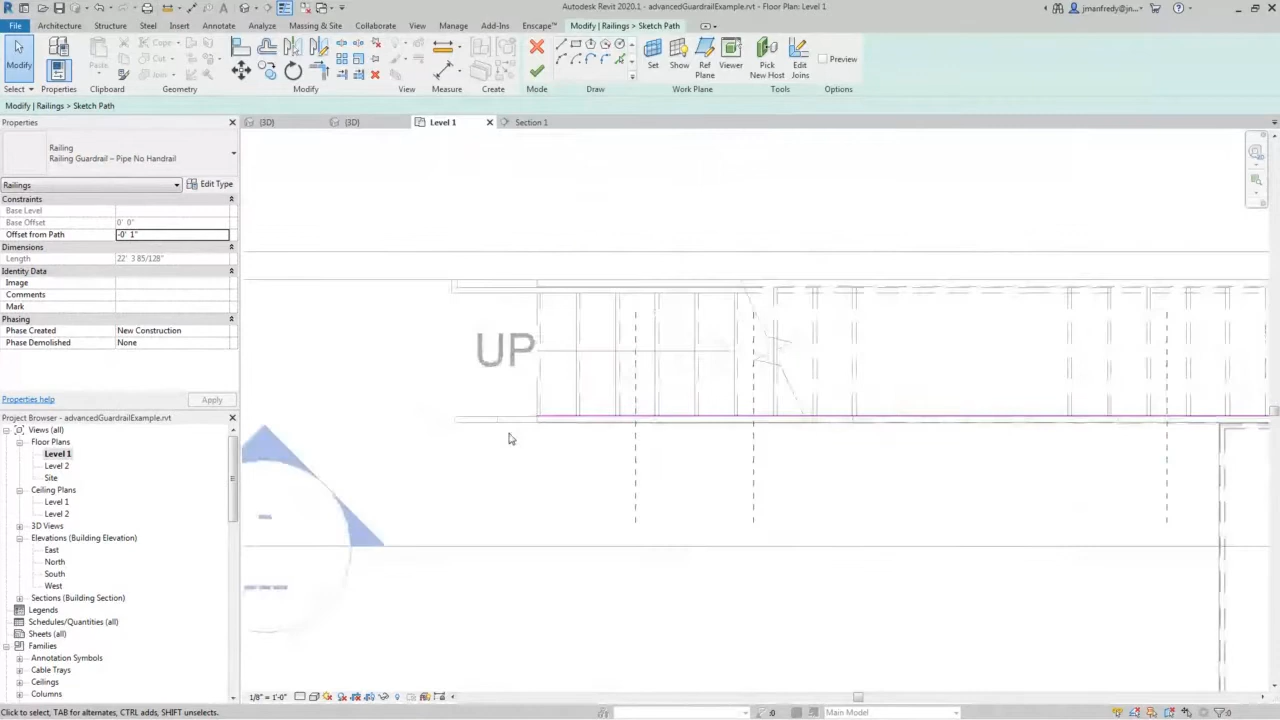 Autodesk Revit 2020.1 - advancedGuardrailExample.rvt - Floor Plan: Level 1
jmanfredy@jn...
File Architecture Structure Steel Insert Annotate Analyze Massing & Site Collaborate View Manage Add-Ins Enscape™ Modify | Railings > Sketch Path
Modify Paste Cope Cut Join Set Show Ref Plane Viewer Pick New Host Edit Joins Preview
Select Properties Clipboard Geometry Modify View Measure Create Mode Draw Work Plane Tools Options
Modify | Railings > Sketch Path
Properties
{3D} {3D} Level 1 Section 1
Railing
Railing Guardrail – Pipe No Handrail
Railings Edit Type
Constraints
Base Level
Base Offset 0' 0"
Offset from Path -0' 1"
Dimensions
Length 22' 3 85/128"
Identity Data
Image
Comments
Mark
Phasing
Phase Created New Construction
Phase Demolished None
Properties help Apply
UP
Project Browser - advancedGuardrailExample.rvt
Views (all)
Floor Plans
Level 1
Level 2
Site
Ceiling Plans
Level 1
Level 2
3D Views
Elevations (Building Elevation)
East
North
South
West
Sections (Building Section)
Legends
Schedules/Quantities (all)
Sheets (all)
Families
Annotation Symbols
Cable Trays
Ceilings
Columns
1/8" = 1'-0"
Click to select, TAB for alternates, CTRL adds, SHIFT unselects.
:0 Main Model :0